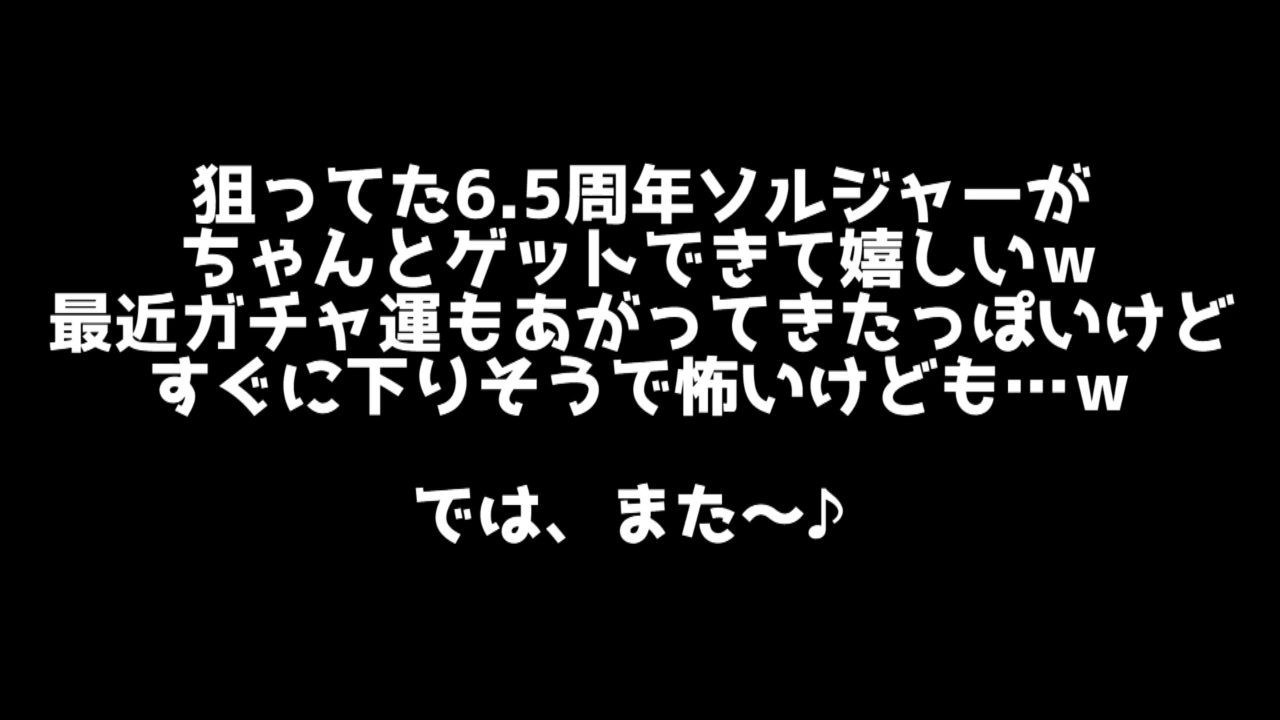 狙ってた6.5周年ソルジャーが
ちゃんとゲットできて嬉しいw
最近ガチャ運もあがってきたっぽいけど
すぐに下りそうで怖いけども…w
では、また～♪